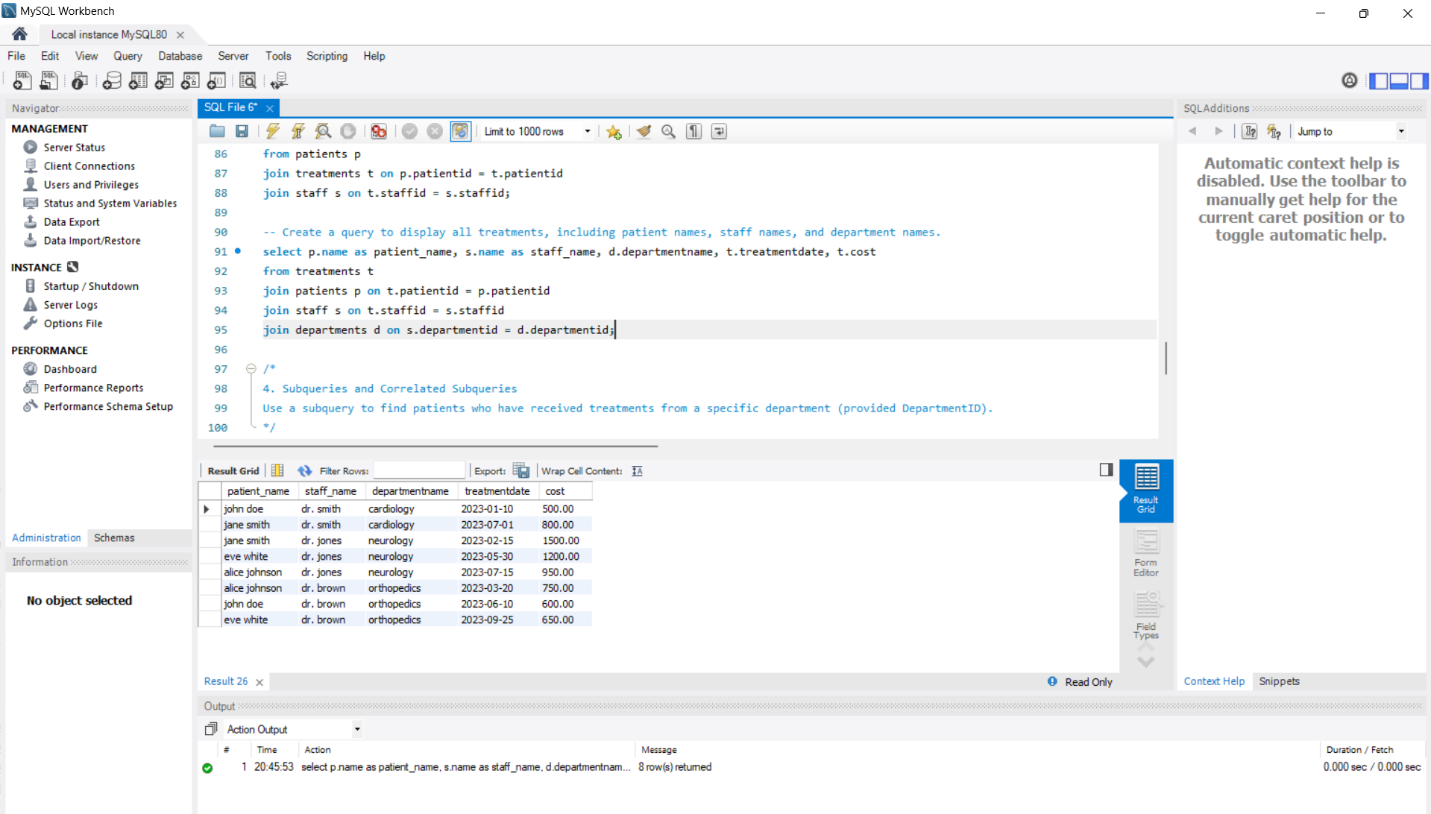 MySQL Workbench
Local instance MySQL80
File Edit View Query Database Server Tools Scripting Help
Navigator
MANAGEMENT
Server Status
Client Connections
Users and Privileges
Status and System Variables
Data Export
Data Import/Restore
INSTANCE
Startup / Shutdown
Server Logs
Options File
PERFORMANCE
Dashboard
Performance Reports
Performance Schema Setup
Administration Schemas
Information
No object selected
SQL File 6*
Limit to 1000 rows
86 from patients p
87 join treatments t on p.patientid = t.patientid
88 join staff s on t.staffid = s.staffid;
89
90 -- Create a query to display all treatments, including patient names, staff names, and department names.
91 select p.name as patient_name, s.name as staff_name, d.departmentname, t.treatmentdate, t.cost
92 from treatments t
93 join patients p on t.patientid = p.patientid
94 join staff s on t.staffid = s.staffid
95 join departments d on s.departmentid = d.departmentid;
96
97 /*
98 4. Subqueries and Correlated Subqueries
99 Use a subquery to find patients who have received treatments from a specific department (provided DepartmentID).
100 */
Result Grid Filter Rows: Export: Wrap Cell Content:
patient_name staff_name departmentname treatmentdate cost
john doe dr. smith cardiology 2023-01-10 500.00
jane smith dr. smith cardiology 2023-07-01 800.00
jane smith dr. jones neurology 2023-02-15 1500.00
eve white dr. jones neurology 2023-05-30 1200.00
alice johnson dr. jones neurology 2023-07-15 950.00
alice johnson dr. brown orthopedics 2023-03-20 750.00
john doe dr. brown orthopedics 2023-06-10 600.00
eve white dr. brown orthopedics 2023-09-25 650.00
Result
Grid
Form
Editor
Field
Types
Result 26 Read Only
Output
Action Output
# Time Action Message Duration / Fetch
1 20:45:53 select p.name as patient_name, s.name as staff_name, d.departmentnam... 8 row(s) returned 0.000 sec / 0.000 sec
SQLAdditions
Jump to
Automatic context help is
disabled. Use the toolbar to
manually get help for the
current caret position or to
toggle automatic help.
Context Help Snippets